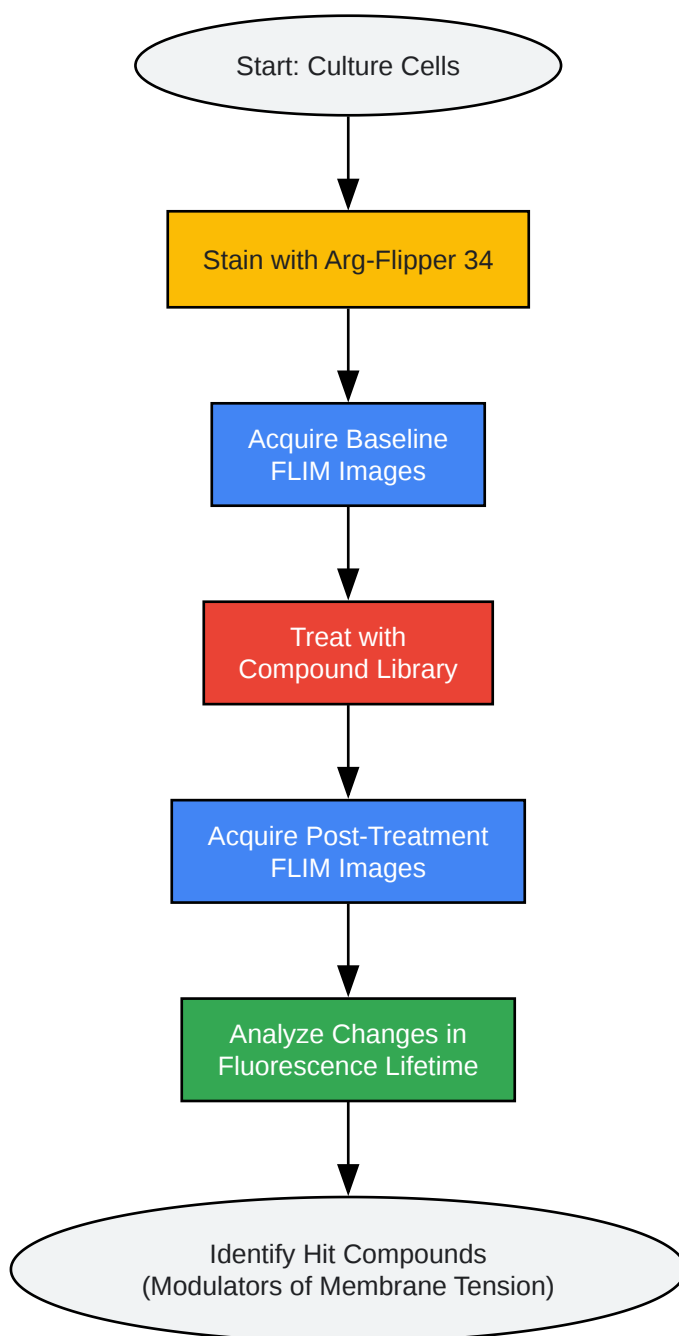 Start: Culture Cells
Stain with Arg-Flipper 34
Acquire Baseline
FLIM Images
Treat with
Compound Library
Acquire Post-Treatment
FLIM Images
Analyze Changes in
Fluorescence Lifetime
Identify Hit Compounds
(Modulators of Membrane Tension)